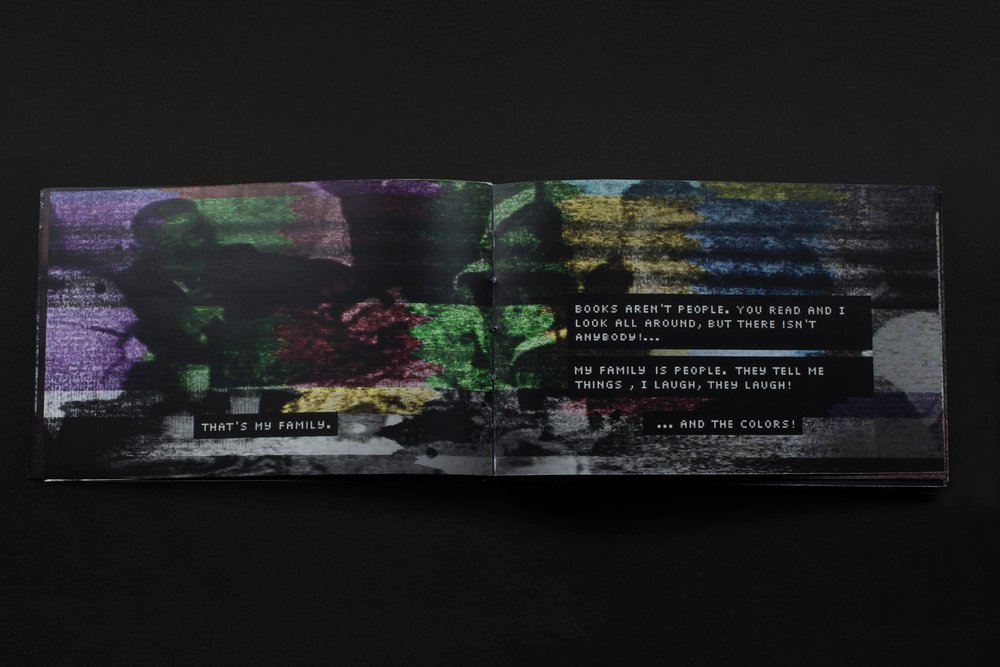 THAT'S MY FAMILY.
BOOKS AREN'T PEOPLE. YOU READ AND I
LOOK ALL AROUND, BUT THERE ISN'T
ANYBODY!...
MY FAMILY IS PEOPLE. THEY TELL ME
THINGS , I LAUGH, THEY LAUGH!
... AND THE COLORS!